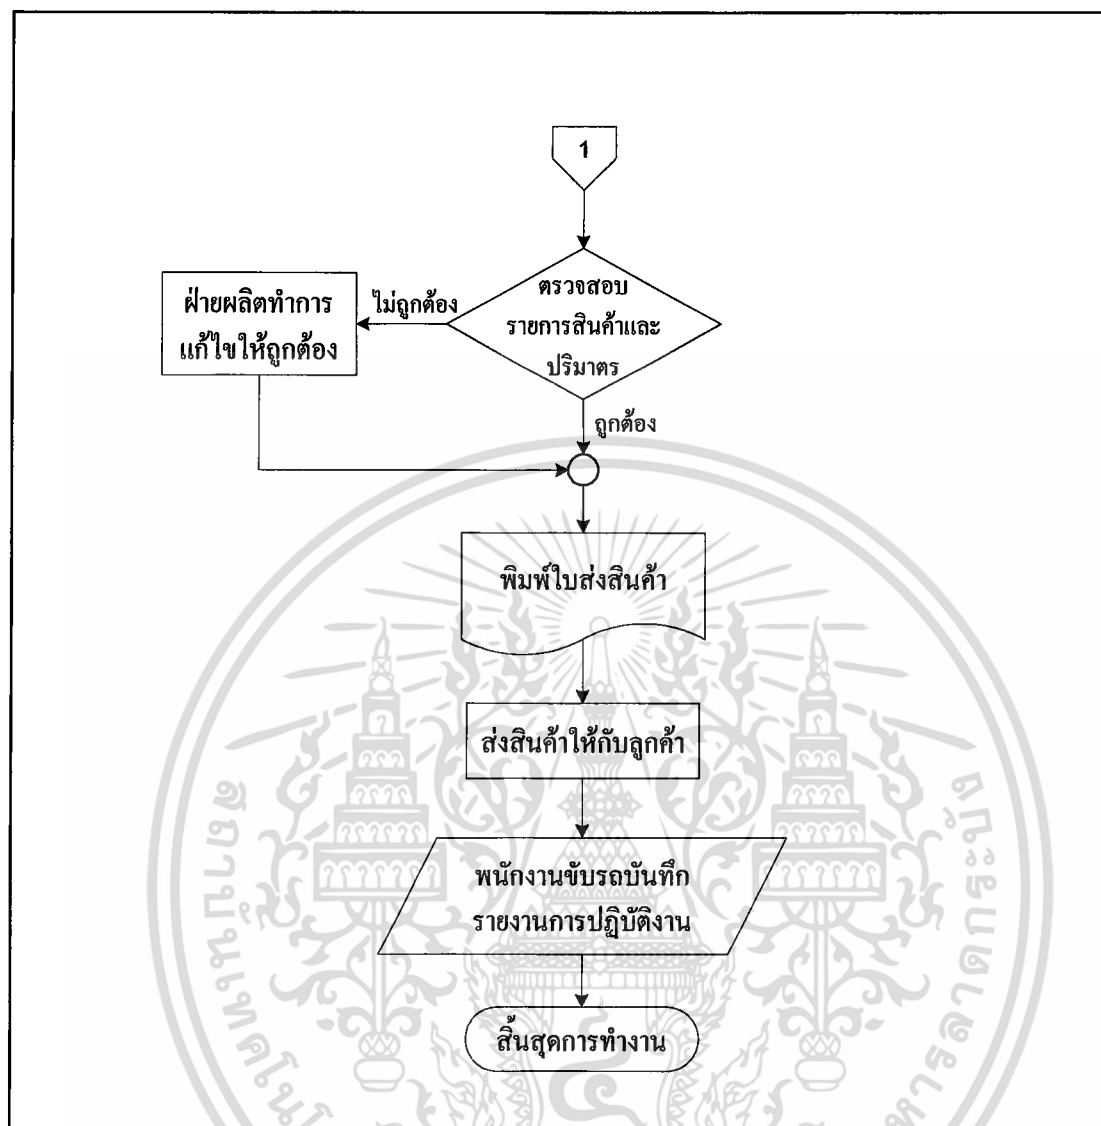 1
ตรวจสอบ
รายการสินค้าและ
ปริมาตร
ไม่ถูกต้อง
ฝ่ายผลิตทำการ
แก้ไขให้ถูกต้อง
ถูกต้อง
พิมพ์ใบส่งสินค้า
ส่งสินค้าให้กับลูกค้า
พนักงานขับรถบันทึก
รายงานการปฏิบัติงาน
สิ้นสุดการทำงาน